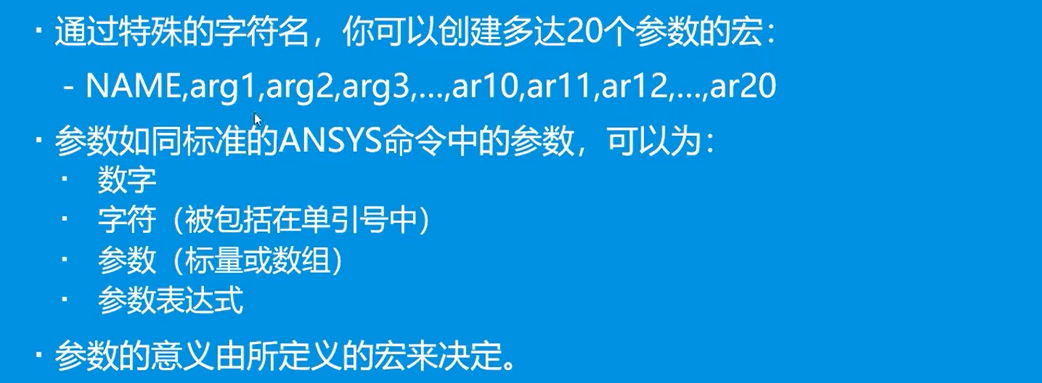 · 通过特殊的字符名，你可以创建多达20个参数的宏：
- NAME,arg1,arg2,arg3,...,ar10,ar11,ar12,...,ar20
· 参数如同标准的ANSYS命令中的参数，可以为：
· 数字
· 字符（被包括在单引号中）
· 参数（标量或数组）
· 参数表达式
· 参数的意义由所定义的宏来决定。